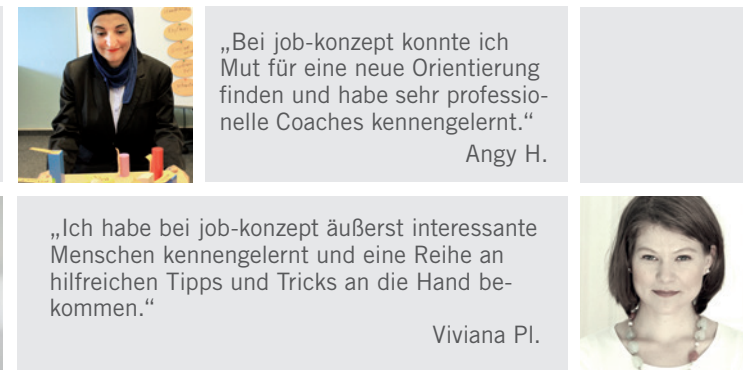 „Bei job-konzept konnte ich
Mut für eine neue Orientierung
finden und habe sehr professio-
nelle Coaches kennengelernt.“
Angy H.
„Ich habe bei job-konzept äußerst interessante
Menschen kennengelernt und eine Reihe an
hilfreichen Tipps und Tricks an die Hand be-
kommen.“
Viviana Pl.